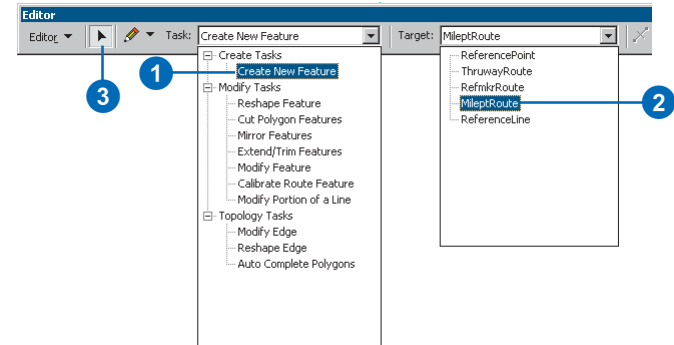 Editor
Editor Task: Create New Feature Target: MileptRoute
Create Tasks
1 Create New Feature
Modify Tasks
Reshape Feature
Cut Polygon Features
Mirror Features
Extend/Trim Features
Modify Feature
Calibrate Route Feature
Modify Portion of a Line
Topology Tasks
Modify Edge
Reshape Edge
Auto Complete Polygons
ReferencePoint
ThruwayRoute
RefmkrRoute
MileptRoute 2
ReferenceLine
3